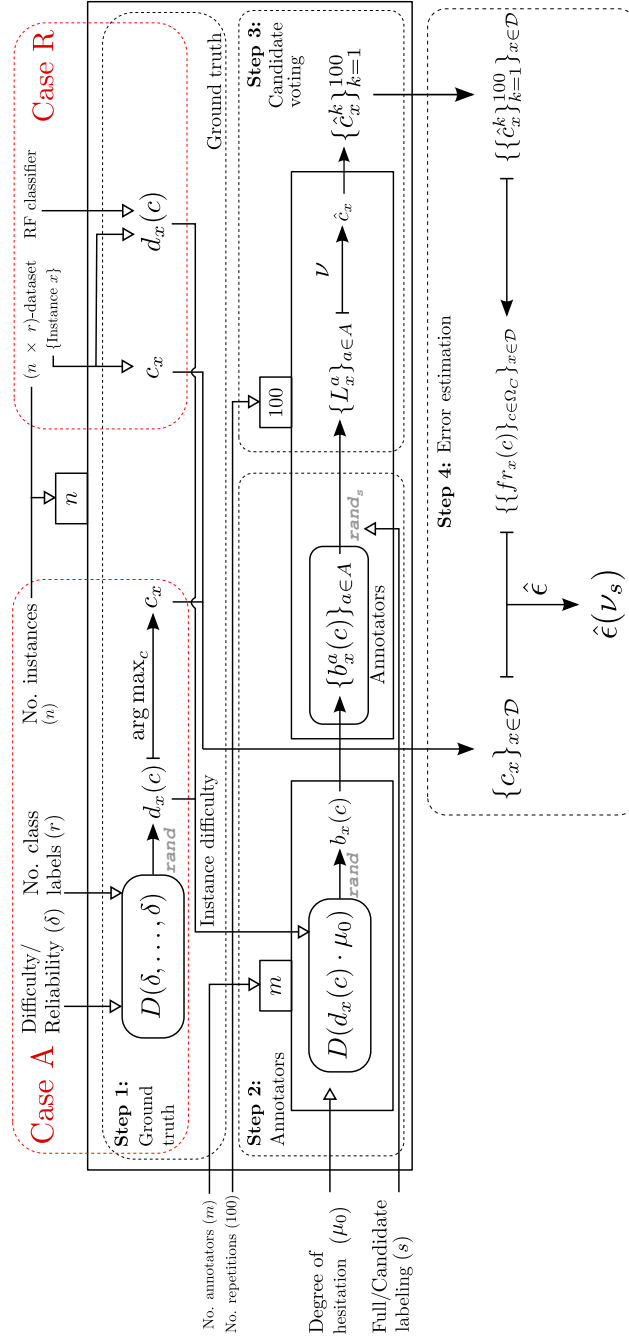 Case A
Case R
Difficulty/
Reliability (δ)
No. class
labels (r)
No. instances
(n)
(n × r)-dataset
{Instance x}
RF classifier
n
Step 1:
Ground
truth
D(δ, . . . , δ)
rand
d_x(c)
arg max_c
c_x
c_x
d_x(c)
Ground truth
Instance difficulty
No. annotators (m)
No. repetitions (100)
Degree of
hesitation (μ_0)
Full/Candidate
labeling (s)
Step 2:
Annotators
m
D(d_x(c) · μ_0)
rand
b_x(c)
{b_x^a(c)}_{a∈A}
Annotators
rand_s
100
{L_x^a}_{a∈A}
ν
ĉ_x
Step 3:
Candidate
voting
{ĉ_x^k}_{k=1}^{100}
Step 4: Error estimation
{c_x}_{x∈𝒟}
ε̂
ε̂(ν_s)
{{fr_x(c)}_{c∈Ω_C}}_{x∈𝒟}
{{ĉ_x^k}_{k=1}^{100}}_{x∈𝒟}